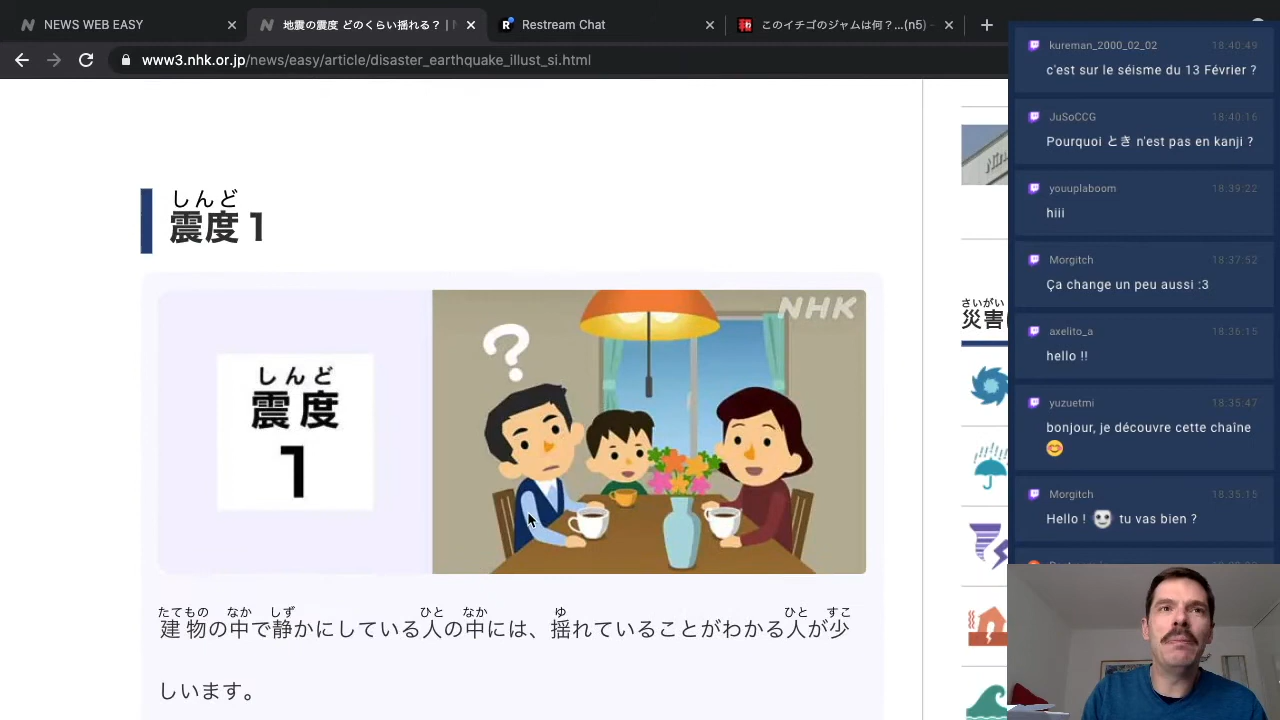 NEWS WEB EASY
地震の震度 どのくらい揺れる？ | N
Restream Chat
このイチゴのジャムは何？...(n5) -
www3.nhk.or.jp/news/easy/article/disaster_earthquake_illust_si.html
しんど
震度1
NHK
しんど
震度
1
?
たてもの なか しず ひと なか ゆ ひと すこ
建物の中で静かにしている人の中には、揺れていることがわかる人が少
しいます。
さいがい
災害
kureman_2000_02_02 18:40:49
c'est sur le séisme du 13 Février ?
JuSoCCG 18:40:16
Pourquoi とき n'est pas en kanji ?
youuplaboom 18:39:22
hiii
Morgitch 18:37:52
Ça change un peu aussi :3
axelito_a 18:36:15
hello !!
yuzuetmi 18:35:47
bonjour, je découvre cette chaîne
😊
Morgitch 18:35:15
Hello ! tu vas bien ?